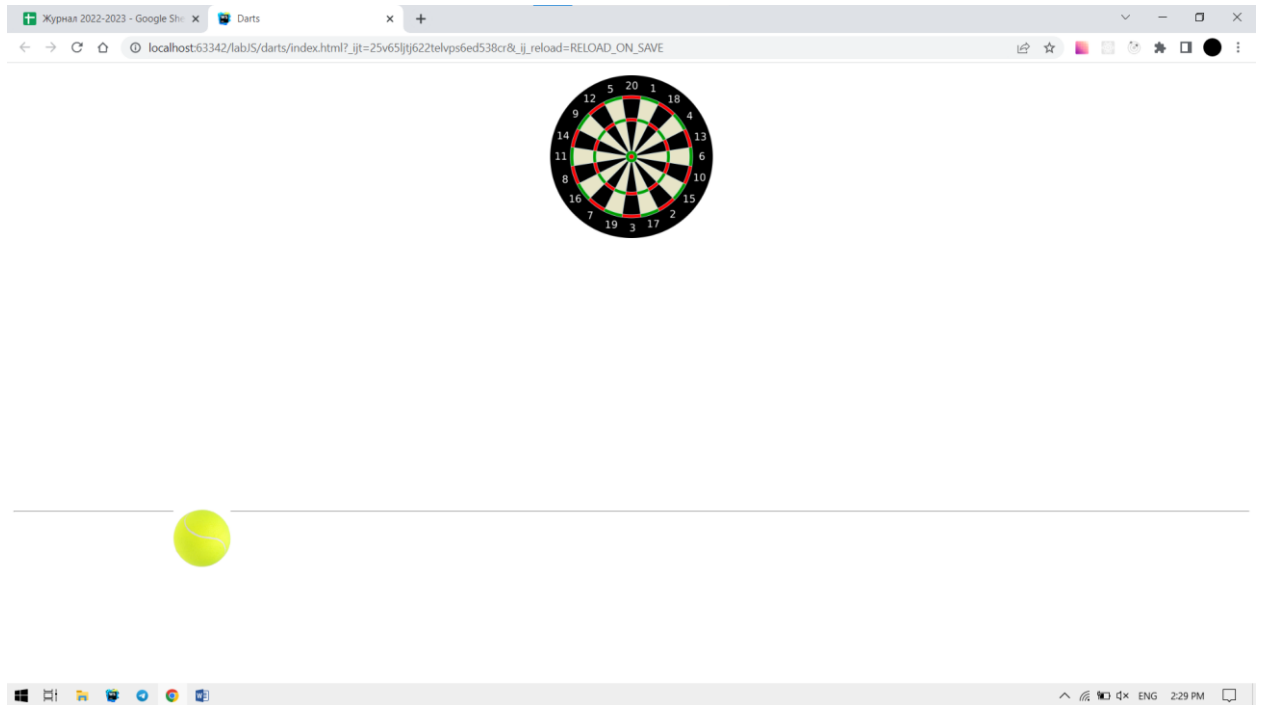 Журнал 2022-2023 - Google She
Darts
localhost:63342/labJS/darts/index.html?_ijt=25v65ljtj622telvps6ed538cr&_ij_reload=RELOAD_ON_SAVE
20
5 1
12 18
9 4
14 13
11 6
8 10
16 15
7 2
19 17
3
ENG 2:29 PM